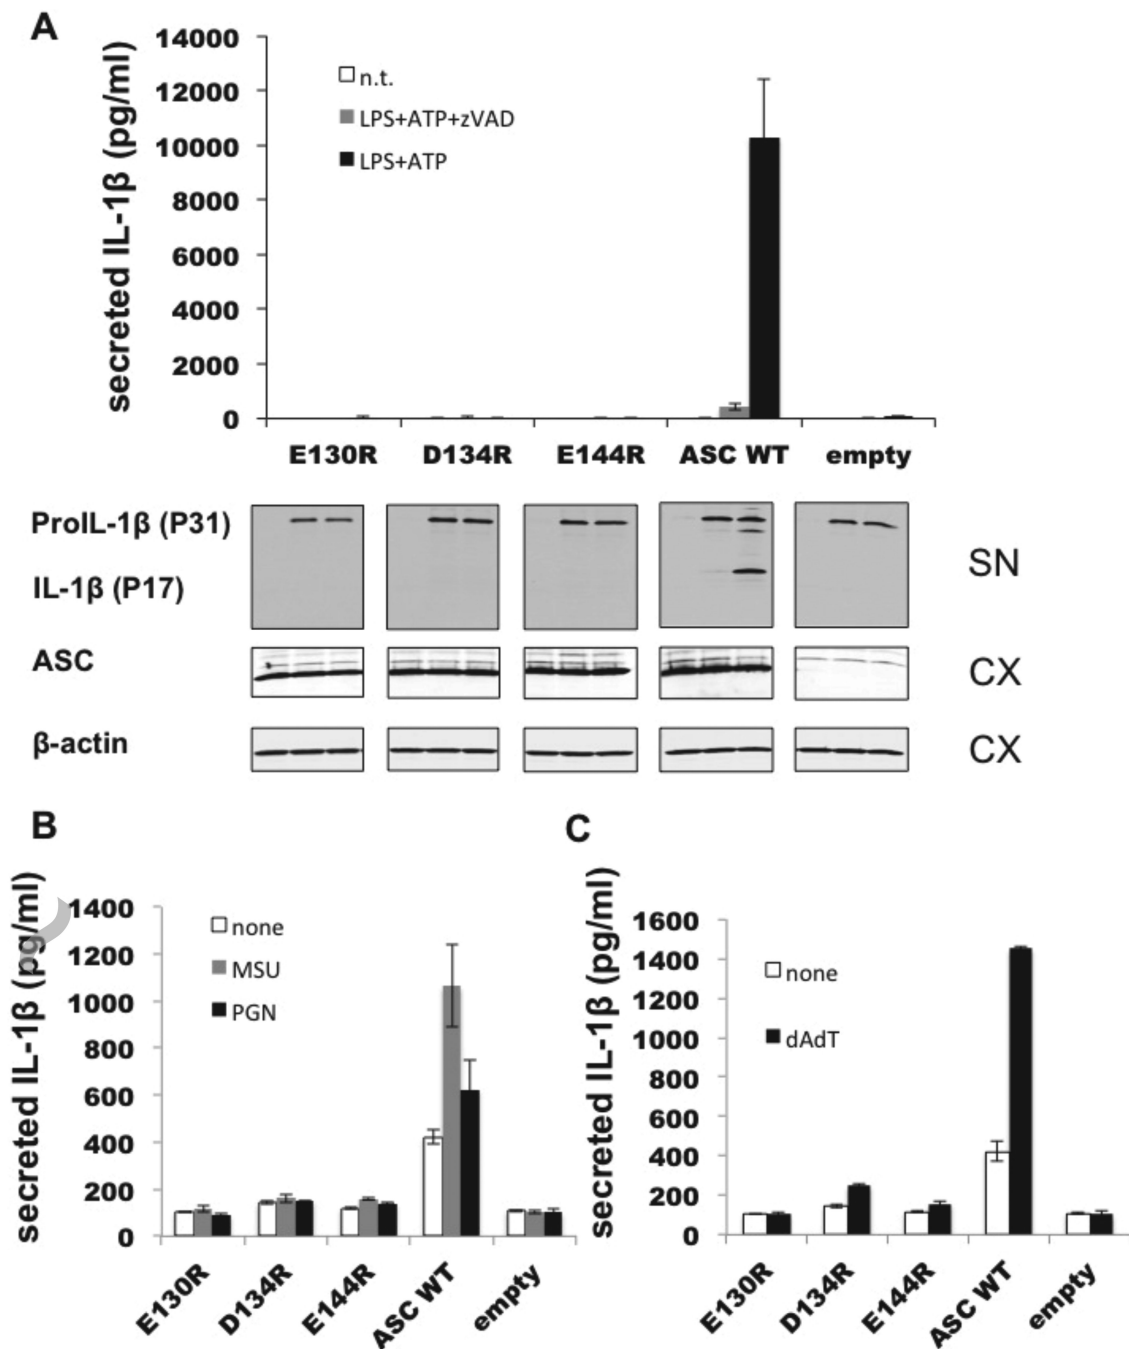 A
secreted IL-1β (pg/ml)
14000
12000
10000
8000
6000
4000
2000
0
n.t.
LPS+ATP+zVAD
LPS+ATP
E130R D134R E144R ASC WT empty
ProIL-1β (P31)
IL-1β (P17)
SN
ASC
CX
β-actin
CX
B
secreted IL-1β (pg/ml)
1400
1200
1000
800
600
400
200
0
none
MSU
PGN
E130R D134R E144R ASC WT empty
C
secreted IL-1β (pg/ml)
1600
1400
1200
1000
800
600
400
200
0
none
dAdT
E130R D134R E144R ASC WT empty